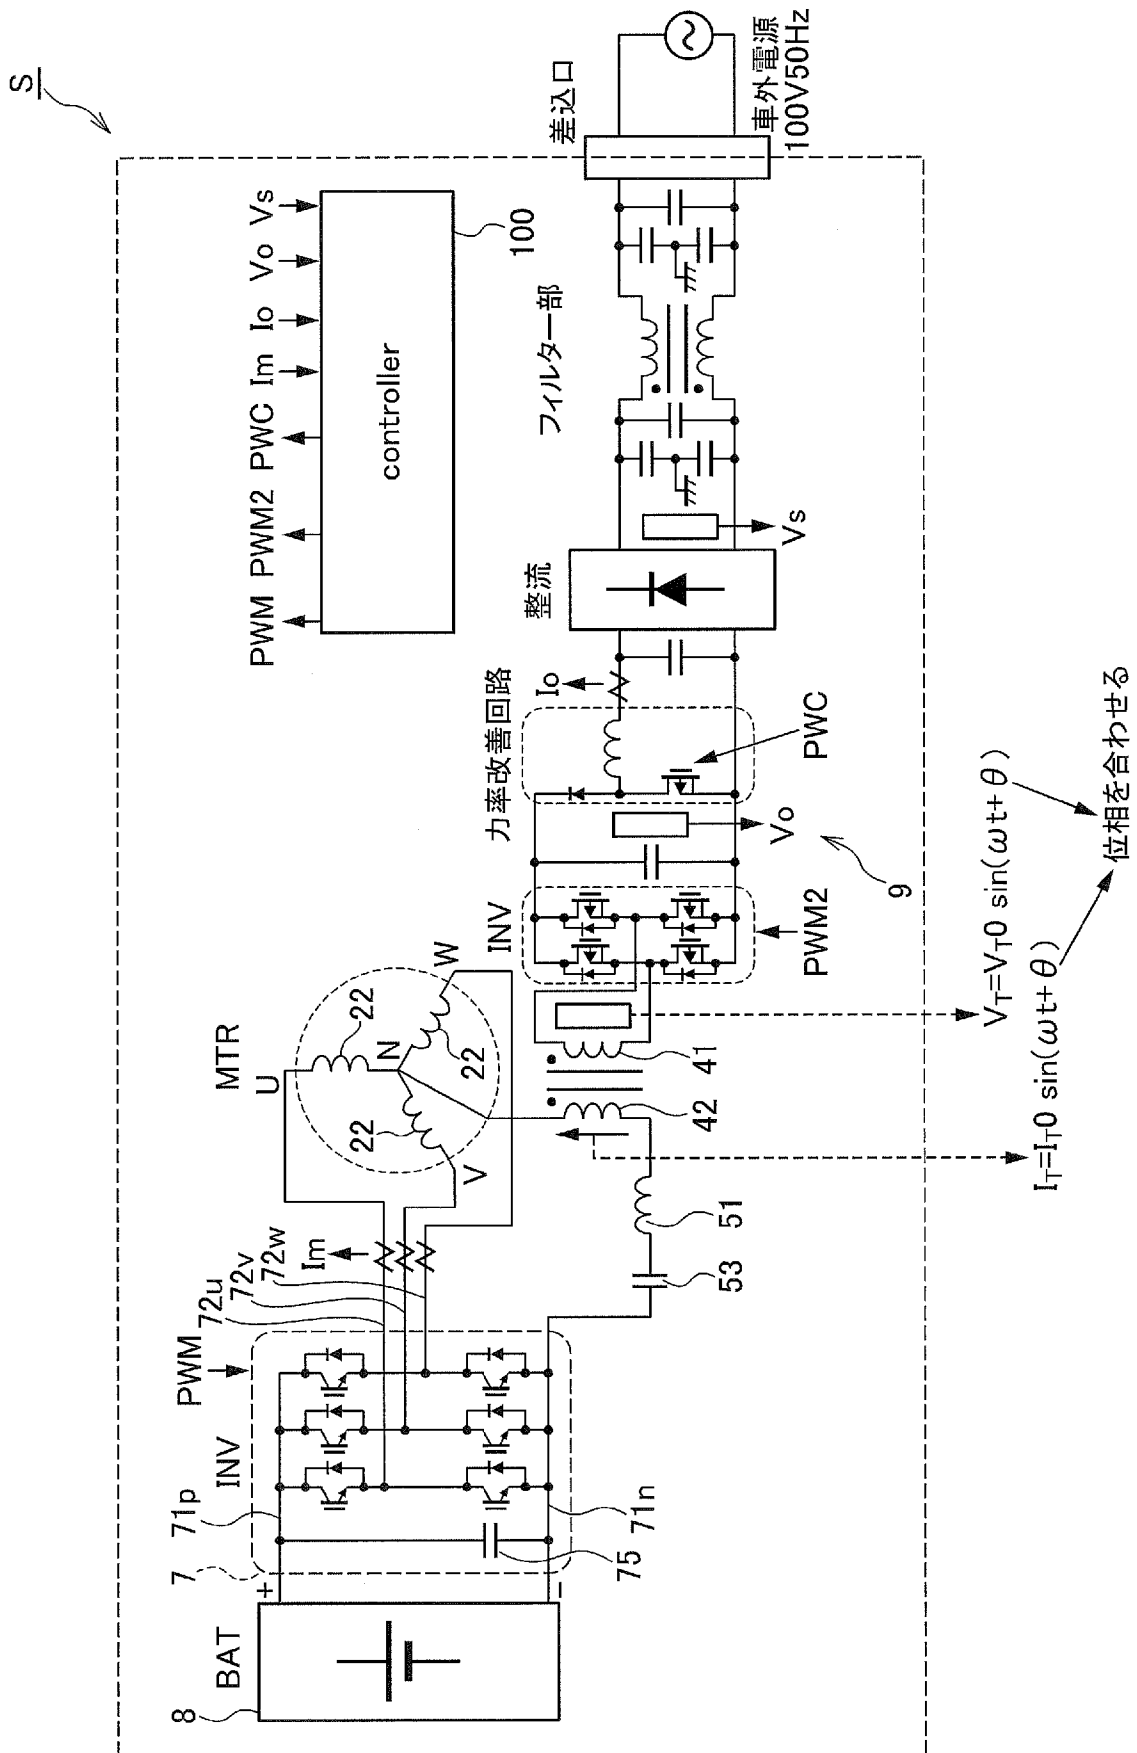 S
BAT
8
7
+
−
71p
71n
75
INV
PWM
72u
72v
72w
Im
MTR
U
V
W
N
22
22
22
53
51
42
41
INV
PWM2
力率改善回路
Vo
PWC
Io
9
整流
Vs
フィルター部
差込口
車外電源
100V50Hz
PWM
PWM2
PWC
Im
Io
Vo
Vs
controller
100
IT=IT0 sin(ωt+θ)
VT=VT0 sin(ωt+θ)
位相を合わせる